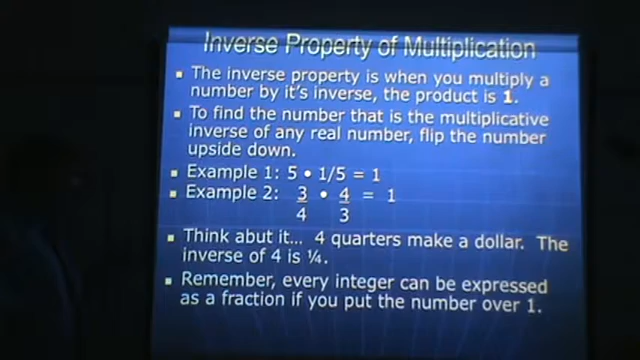 Inverse Property of Multiplication
▪ The inverse property is when you multiply a
number by it's inverse, the product is 1.
▪ To find the number that is the multiplicative
inverse of any real number, flip the number
upside down.
▪ Example 1: 5 • 1/5 = 1
▪ Example 2: 3/4 • 4/3 = 1
▪ Think abut it... 4 quarters make a dollar. The
inverse of 4 is ¼.
▪ Remember, every integer can be expressed
as a fraction if you put the number over 1.